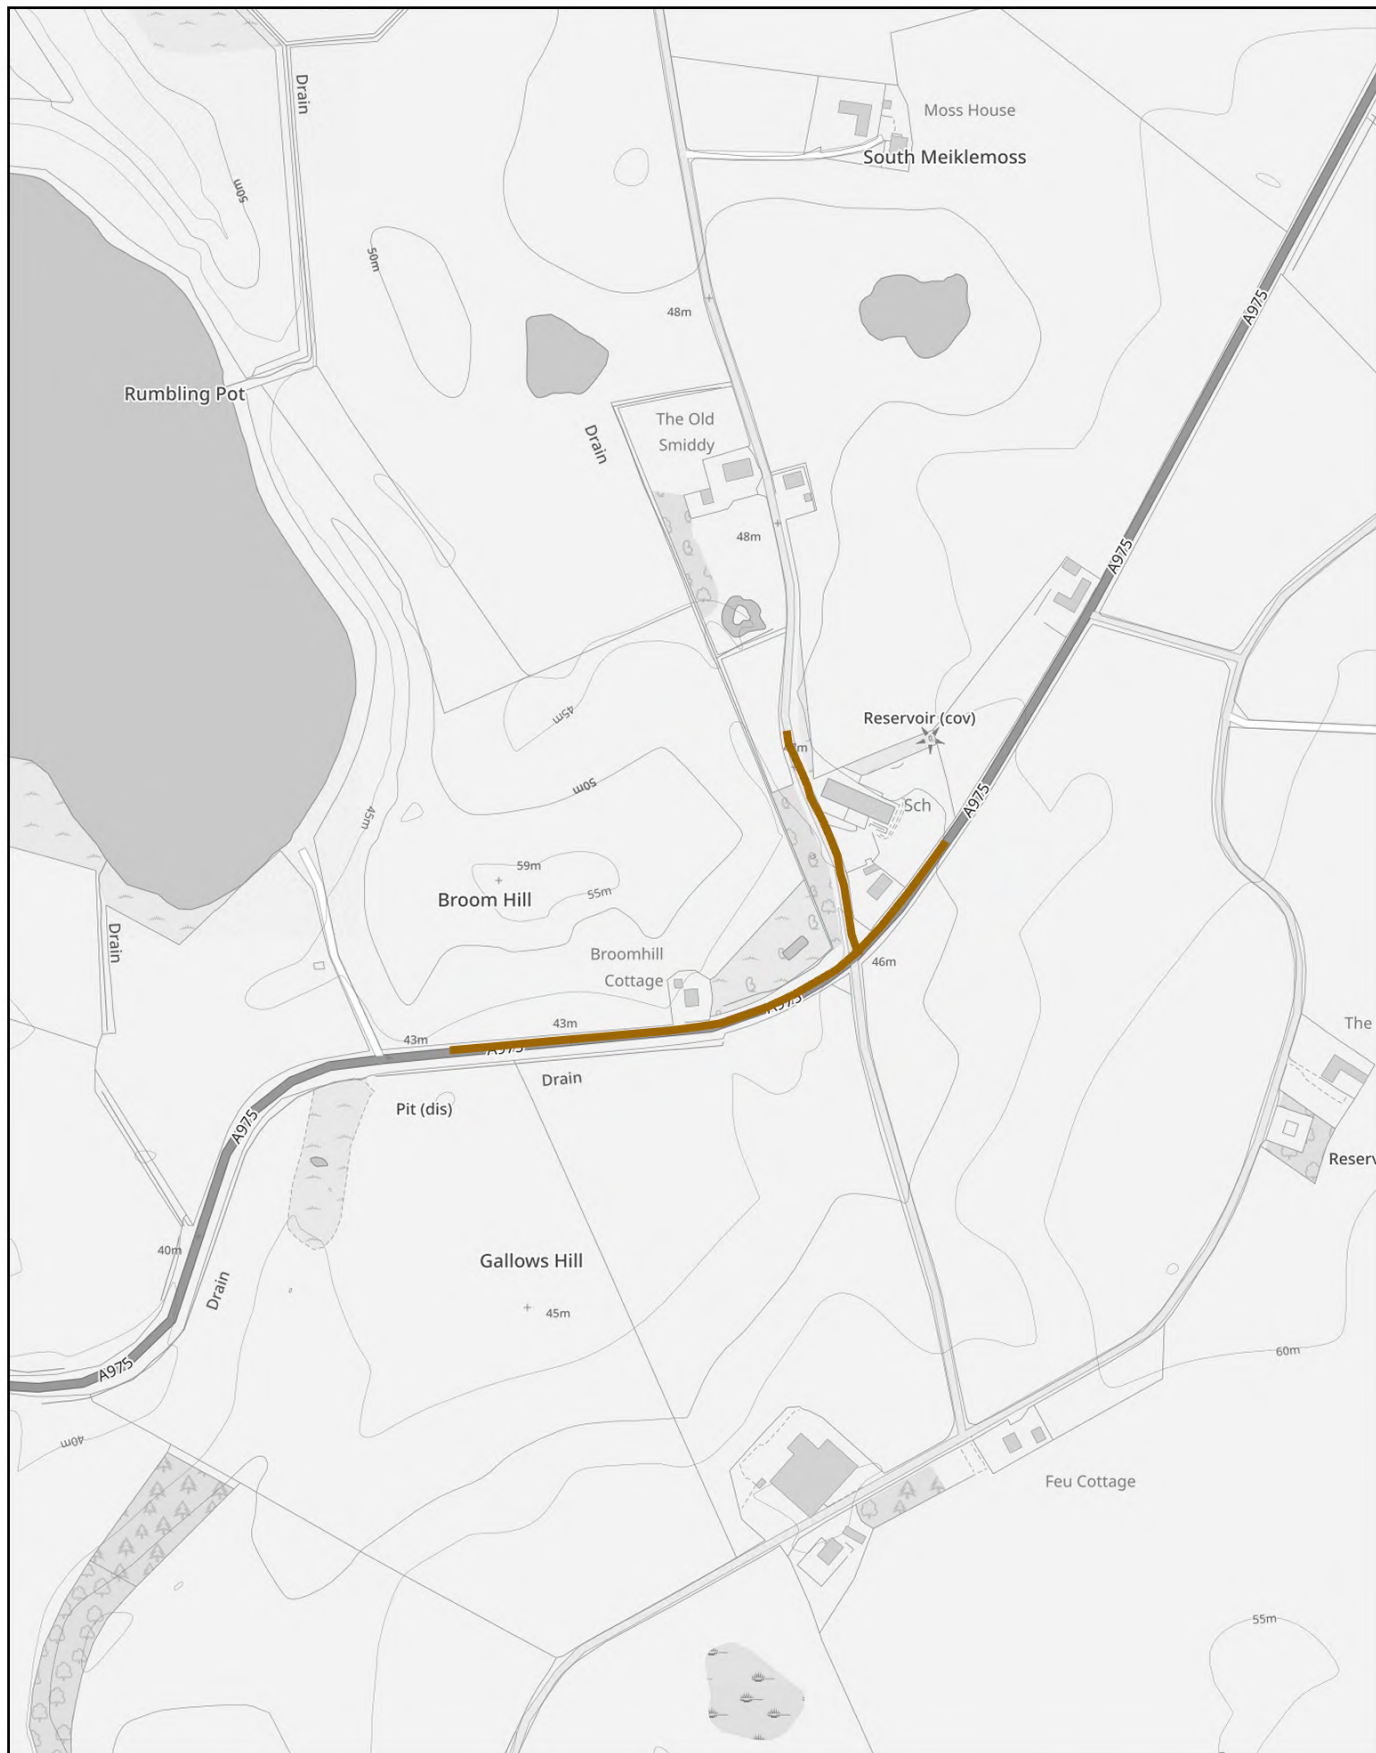 Drain
Moss House
South Meiklemoss
50m
50m
A975
48m
Rumbling Pot
The Old
Smiddy
Drain
48m
A975
45m
Reservoir (cov)
50m
A975
Sch
45m
59m
55m
Broom Hill
Drain
Broomhill
Cottage
46m
A975
43m
43m
A975
The
Drain
Pit (dis)
A975
Reserv
40m
Gallows Hill
Drain
45m
60m
A975
40m
Feu Cottage
55m